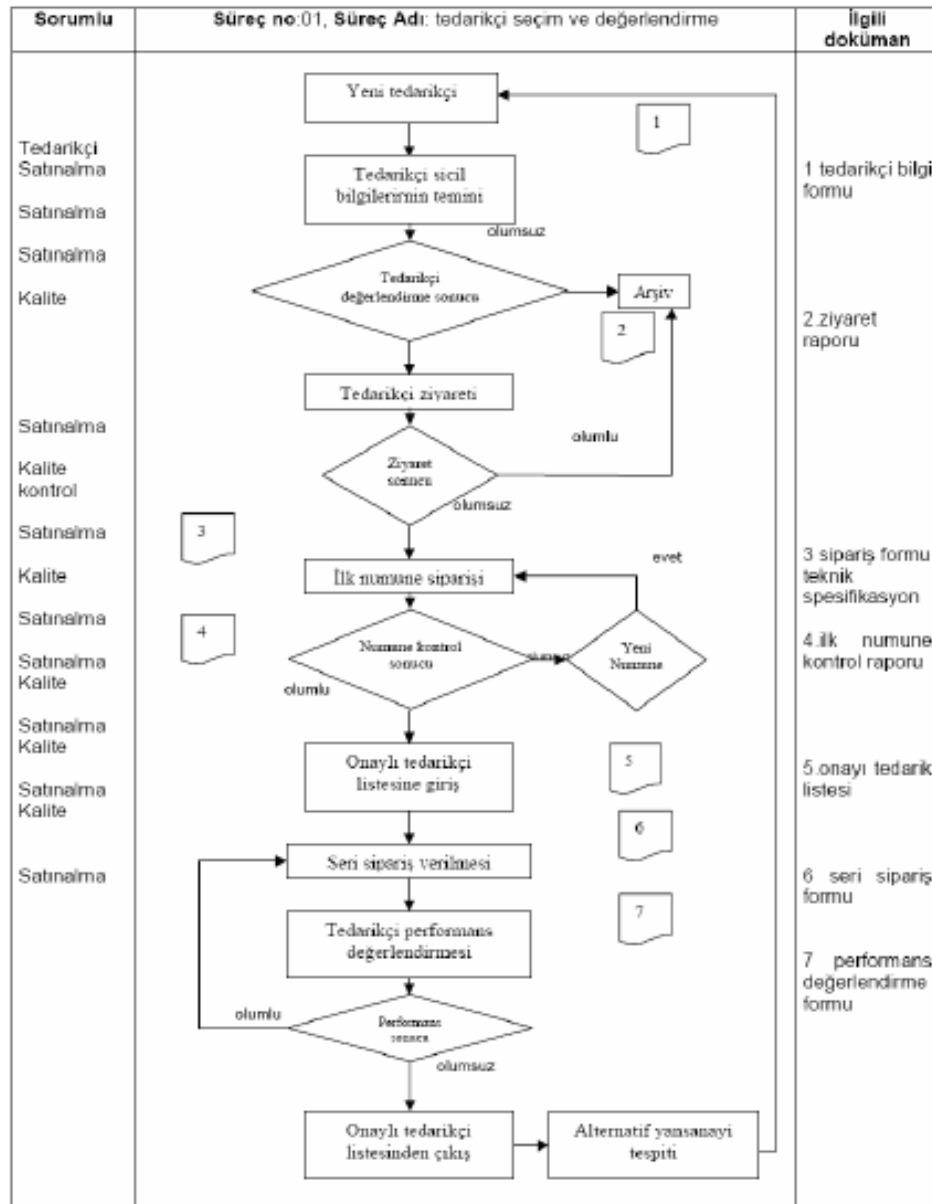 Sorumlu
Süreç no:01, Süreç Adı: tedarikçi seçim ve değerlendirme
İlgili
doküman
Tedarikçi
Satınalma
Satınalma
Satınalma
Kalite
Satınalma
Kalite
kontrol
Satınalma
Kalite
Satınalma
Satınalma
Kalite
Satınalma
Kalite
Satınalma
Kalite
Satınalma
Yeni tedarikçi
1
Tedarikçi sicil
bilgilerinin temini
olumsuz
Tedarikçi
değerlendirme sonucu
Arşiv
2
Tedarikçi ziyareti
olumlu
Ziyaret
sonucu
olumsuz
3
evet
İlk numune siparişi
4
Numune kontrol
sonucu
Yeni
Numune
olumlu
Onaylı tedarikçi
listesine giriş
5
6
Seri sipariş verilmesi
7
Tedarikçi performans
değerlendirmesi
olumlu
Performans
sonucu
olumsuz
Onaylı tedarikçi
listesinden çıkış
Alternatif yansanayi
tespiti
1 tedarikçi bilgi
formu
2.ziyaret
raporu
3 sipariş formu
teknik
spesifikasyon
4.ilk numune
kontrol raporu
5.onayı tedarik
listesi
6 seri sipariş
formu
7 performans
değerlendirme
formu